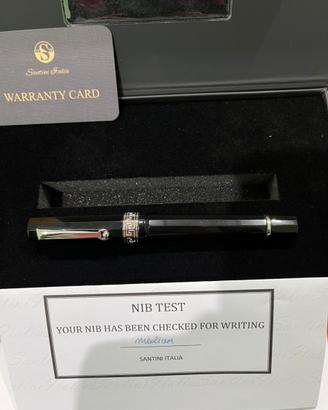 S
Santini Italia
WARRANTY CARD
NIB TEST
YOUR NIB HAS BEEN CHECKED FOR WRITING
medium
SANTINI ITALIA